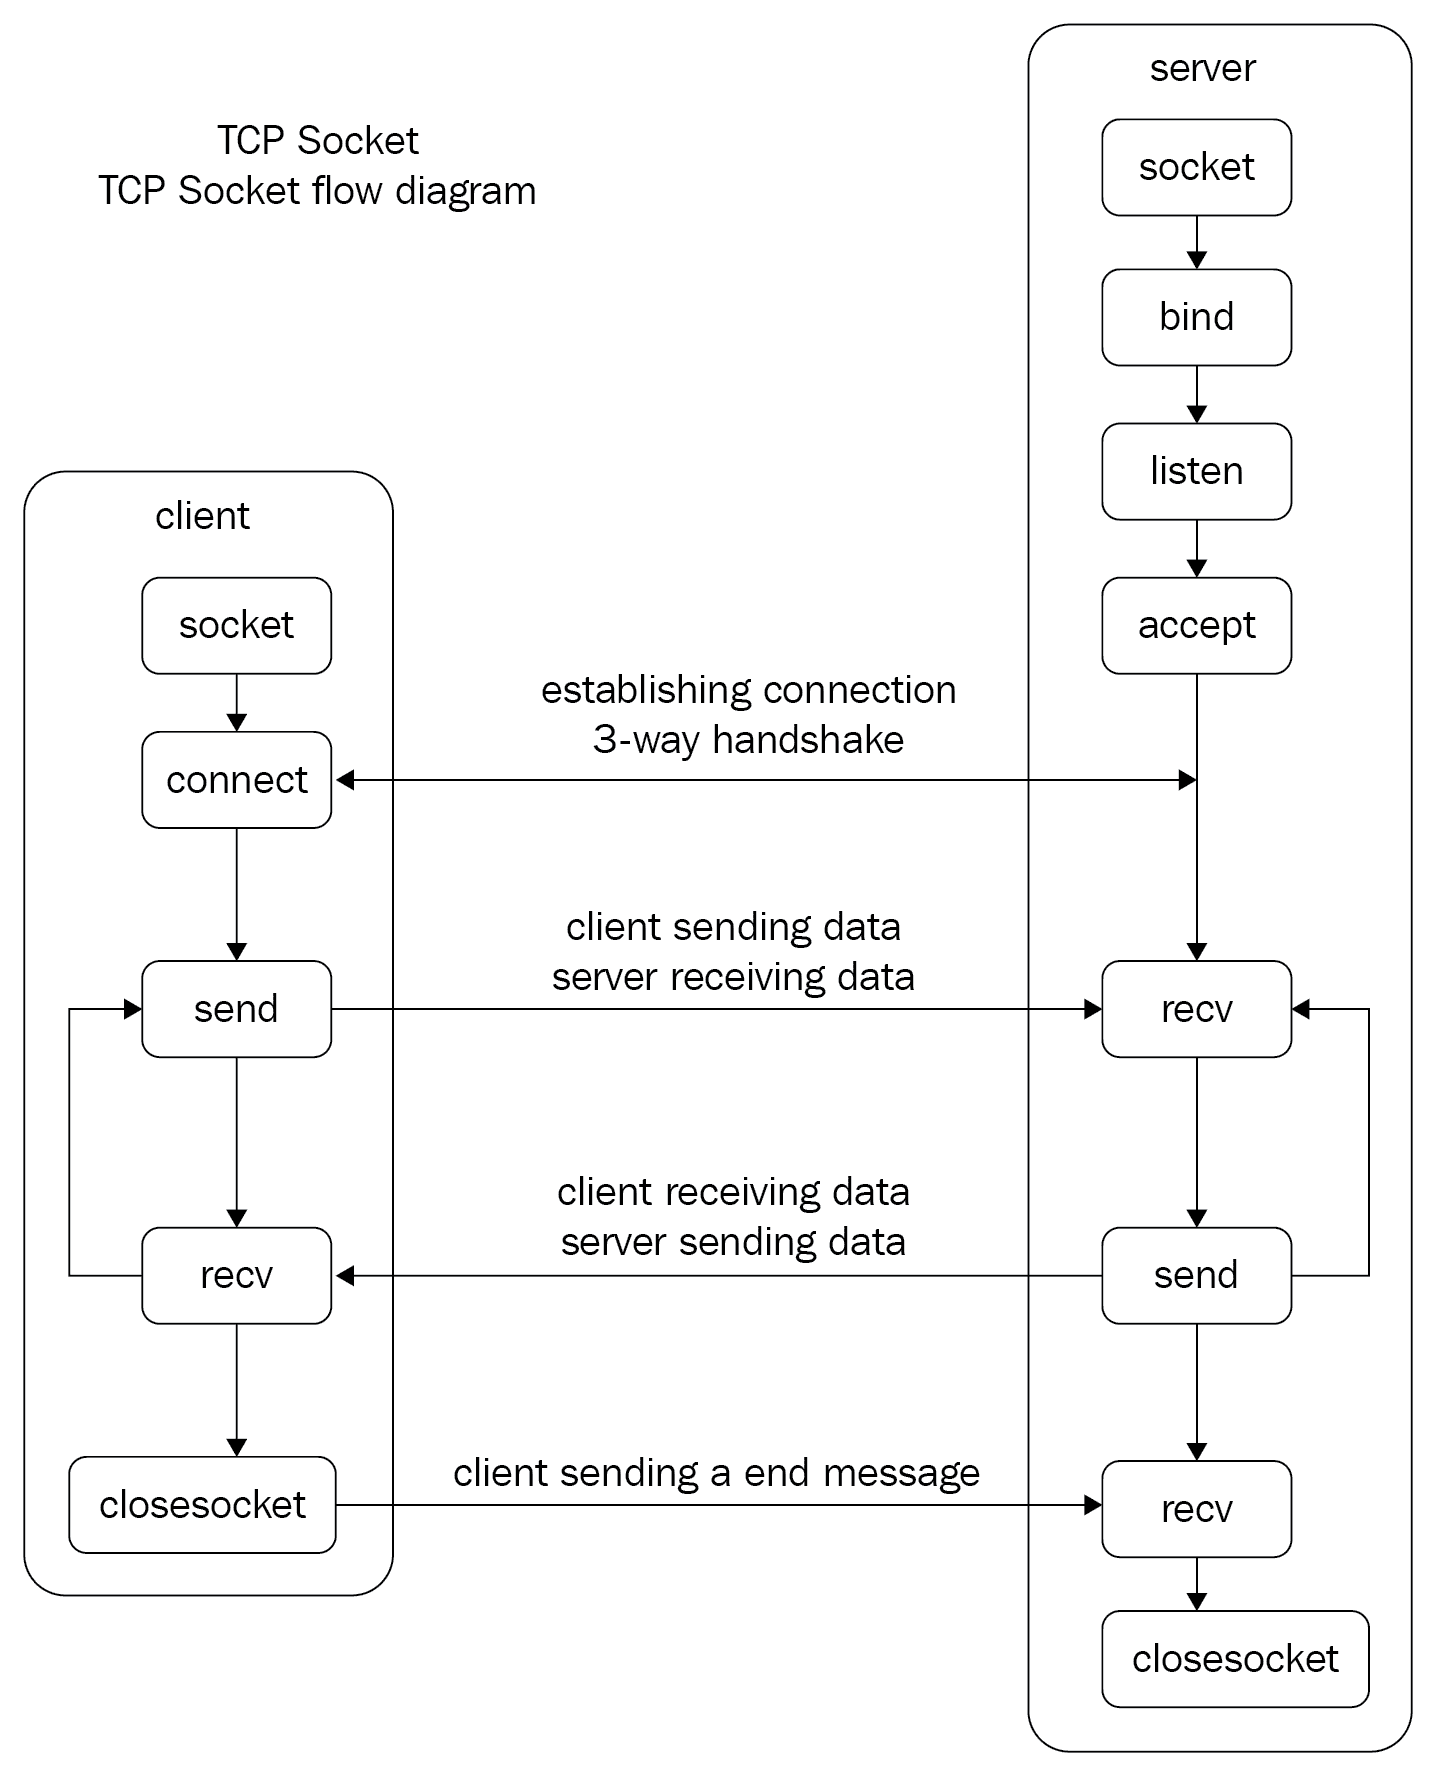 TCP Socket
TCP Socket flow diagram
server
socket
bind
listen
accept
client
socket
connect
establishing connection
3-way handshake
client sending data
server receiving data
send
recv
client receiving data
server sending data
recv
send
closesocket
client sending a end message
recv
closesocket